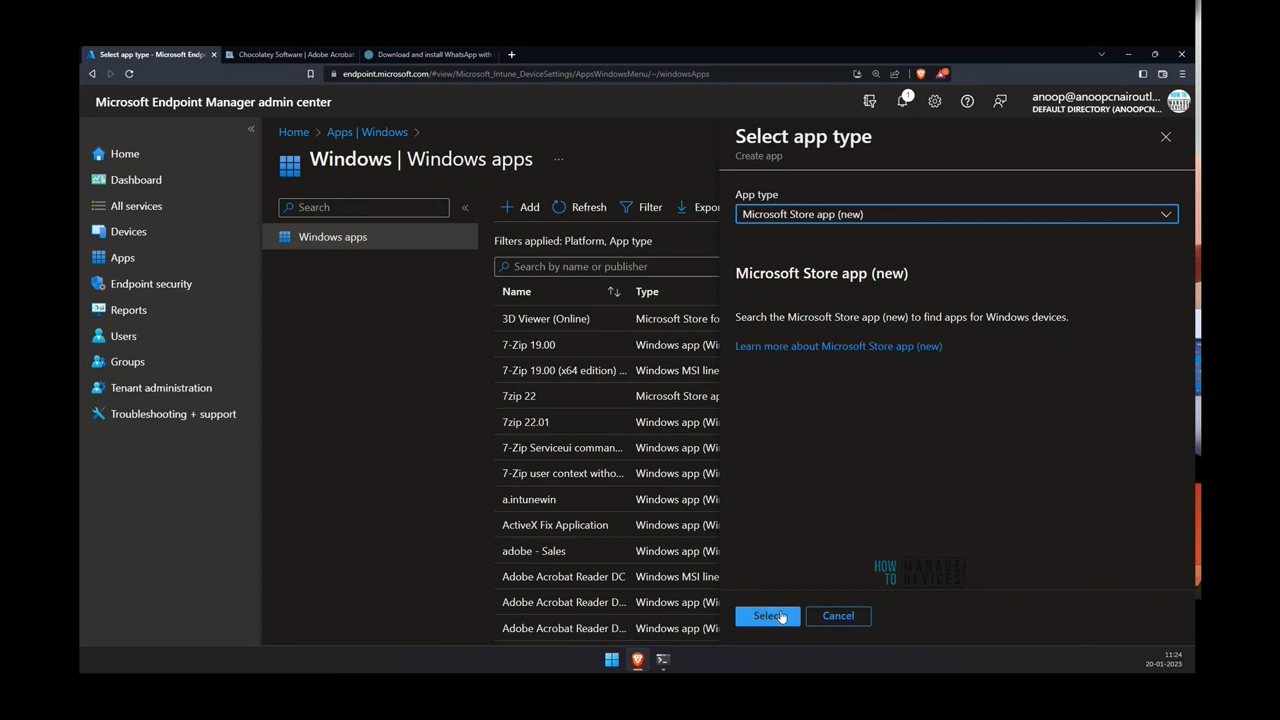 Select app type - Microsoft Endp
Chocolatey Software | Adobe Acrobat
Download and install WhatsApp with
endpoint.microsoft.com/#view/Microsoft_Intune_DeviceSettings/AppsWindowsMenu/~/windowsApps
Microsoft Endpoint Manager admin center
1
anoop@anoopcnairoutl...
DEFAULT DIRECTORY (ANOOPCN...
HOW TO
MANAGE
DEVICES
Home
Dashboard
All services
Devices
Apps
Endpoint security
Reports
Users
Groups
Tenant administration
Troubleshooting + support
Home > Apps | Windows >
Windows | Windows apps ...
Search
Windows apps
Add Refresh Filter Expor
Filters applied: Platform, App type
Search by name or publisher
Name Type
3D Viewer (Online) Microsoft Store fo
7-Zip 19.00 Windows app (Wi
7-Zip 19.00 (x64 edition) ... Windows MSI line
7zip 22 Microsoft Store ap
7zip 22.01 Windows app (Wi
7-Zip Serviceui comman... Windows app (Wi
7-Zip user context witho... Windows app (Wi
a.intunewin Windows app (Wi
ActiveX Fix Application Windows app (Wi
adobe - Sales Windows app (Wi
Adobe Acrobat Reader DC Windows MSI line
Adobe Acrobat Reader D... Windows app (Wi
Adobe Acrobat Reader D... Windows app (Wi
Select app type
Create app
App type
Microsoft Store app (new)
Microsoft Store app (new)
Search the Microsoft Store app (new) to find apps for Windows devices.
Learn more about Microsoft Store app (new)
HOW TO
MANAGE
DEVICES
Select Cancel
11:24
20-01-2023